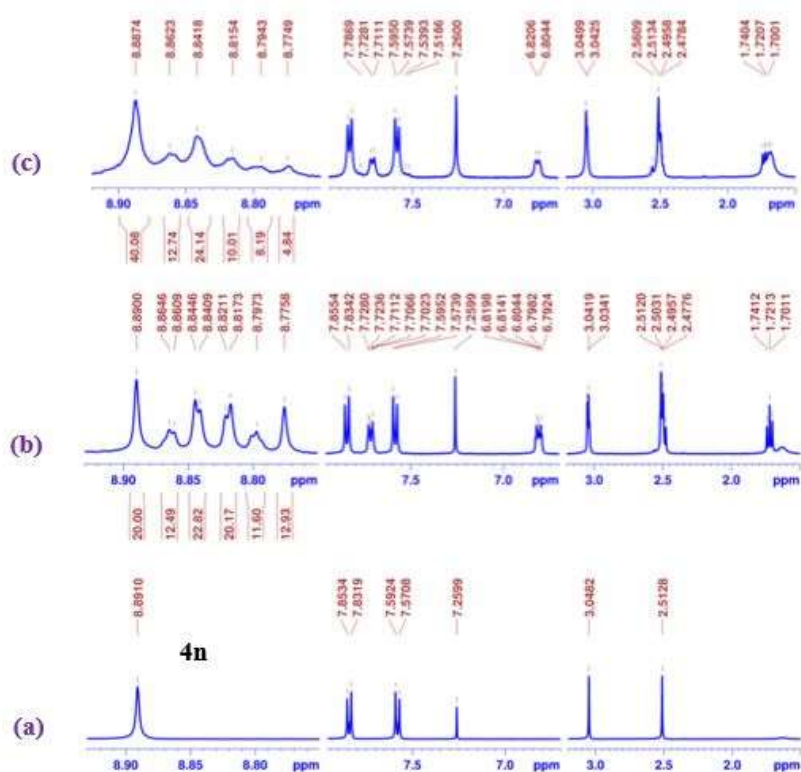 8.8874 8.8623 8.8418 8.8154 8.7943 8.7749 7.7869 7.7281 7.7111 7.5950 7.5739 7.5393 7.5186 7.2600 6.8206 6.8044 3.0499 3.0425 2.5609 2.5134 2.4958 2.4784 1.7404 1.7207 1.7001
(c)
8.90 8.85 8.80 ppm 7.5 ppm 3.0 2.5 2.0 ppm
40.08 12.74 24.14 10.01 8.19 4.84
8.8900 8.8646 8.8609 8.8446 8.8409 8.8211 8.8173 8.7973 8.7758 7.8554 7.8342 7.7280 7.7236 7.7112 7.7066 7.7023 7.5952 7.5739 7.2599 6.8198 6.8141 6.8044 6.7982 6.7924 3.0419 3.0341 2.5120 2.5031 2.4957 2.4776 1.7412 1.7213 1.7011
(b)
8.90 8.85 8.80 ppm 7.5 7.0 ppm 3.0 2.5 2.0 ppm
20.00 12.49 22.82 20.17 11.60 12.93
8.8910 7.8534 7.8319 7.5924 7.5708 7.2599 3.0482 2.5128
4n
(a)
8.90 8.85 8.80 ppm 7.5 7.0 ppm 3.0 2.5 2.0 ppm